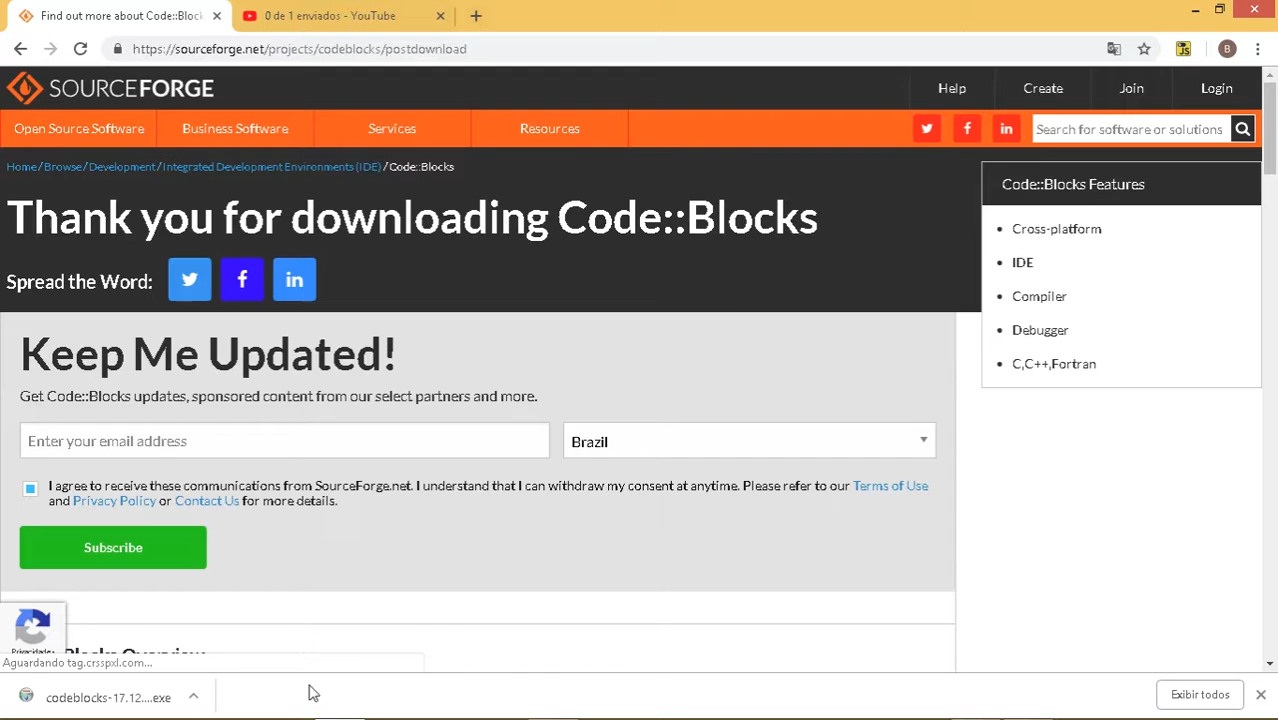 Find out more about Code::Block
0 de 1 enviados - YouTube
https://sourceforge.net/projects/codeblocks/postdownload
JS
B
SOURCEFORGE
Help
Create
Join
Login
Open Source Software
Business Software
Services
Resources
Search for software or solutions
Home / Browse / Development / Integrated Development Environments (IDE) / Code::Blocks
Thank you for downloading Code::Blocks
Spread the Word:
Code::Blocks Features
Cross-platform
IDE
Compiler
Debugger
C,C++,Fortran
Keep Me Updated!
Get Code::Blocks updates, sponsored content from our select partners and more.
Enter your email address
Brazil
I agree to receive these communications from SourceForge.net. I understand that I can withdraw my consent at anytime. Please refer to our Terms of Use
and Privacy Policy or Contact Us for more details.
Subscribe
Blocks Overview
Aguardando tag.crsspxl.com...
codeblocks-17.12....exe
Exibir todos